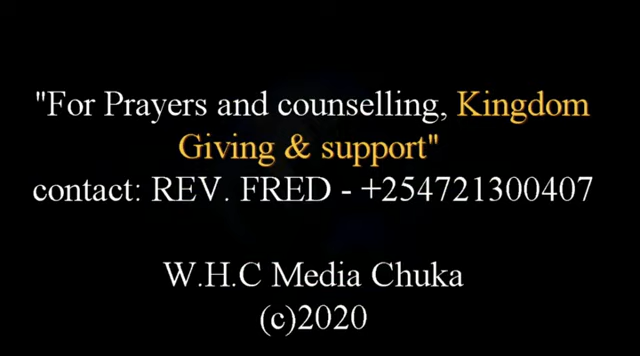 "For Prayers and counselling, Kingdom
Giving & support"
contact: REV. FRED - +254721300407
W.H.C Media Chuka
(c)2020